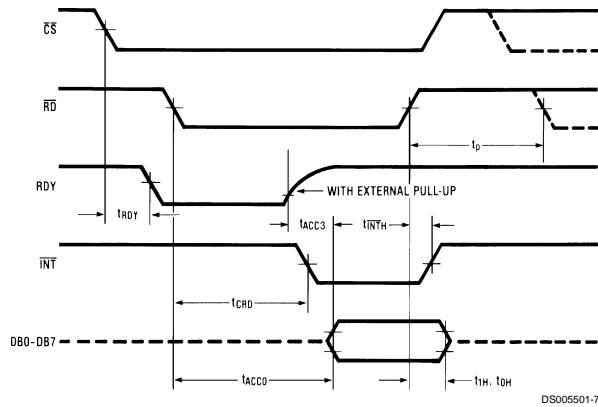 CS
RD
tp
RDY
WITH EXTERNAL PULL-UP
tRDY
tACC3
tINTH
INT
tCRD
DB0-DB7
tACC0
t1H, t0H
DS005501-7